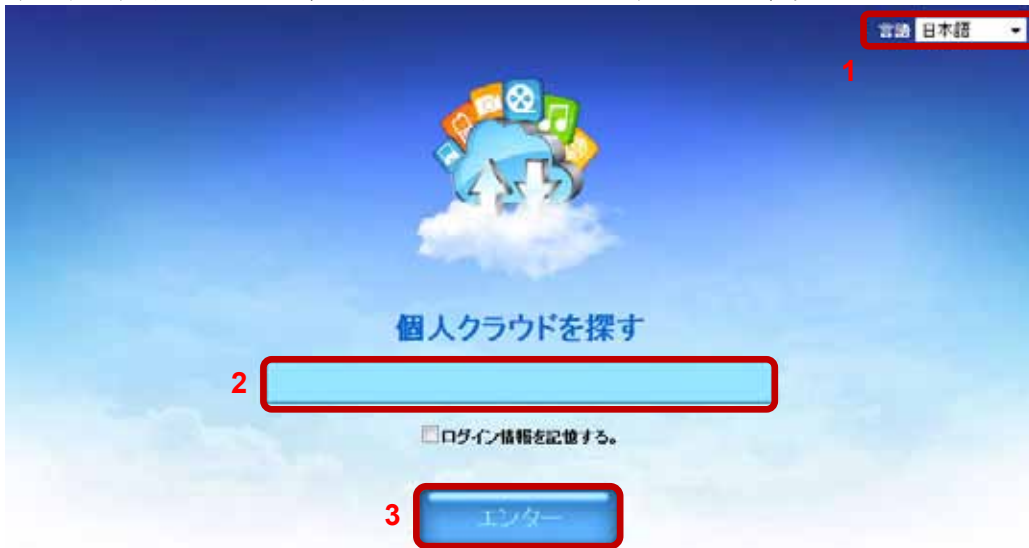 言語 日本語
1
個人クラウドを探す
2
ログイン情報を記憶する。
3 エンター